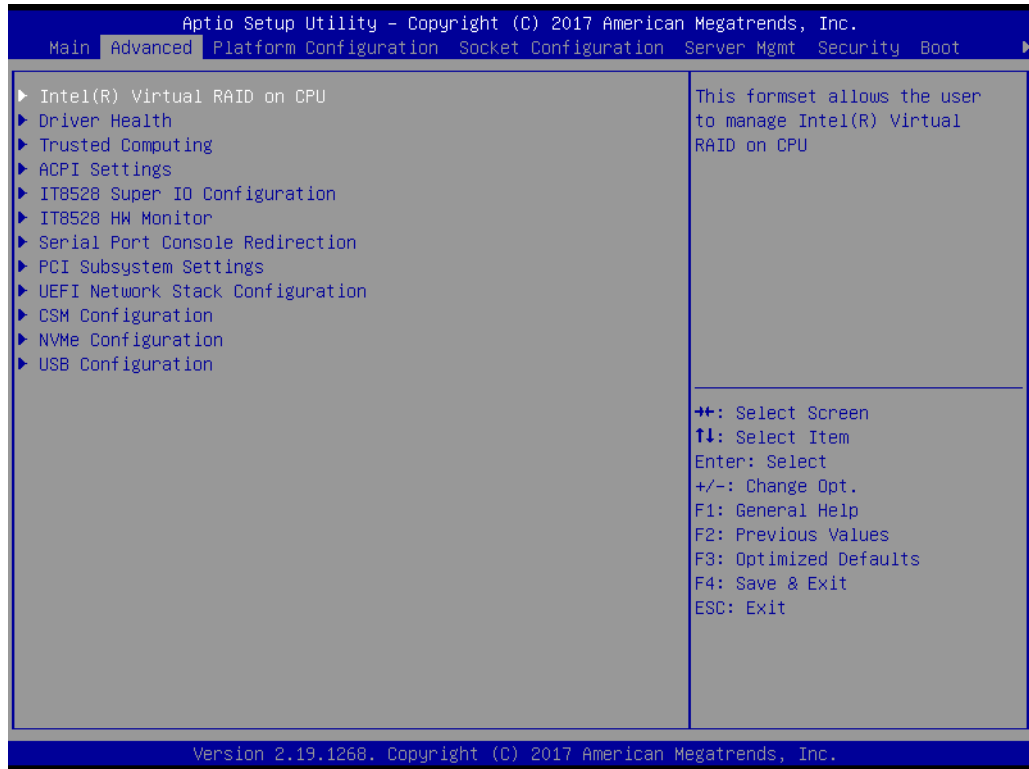 Aptio Setup Utility – Copyright (C) 2017 American Megatrends, Inc.
Main Advanced Platform Configuration Socket Configuration Server Mgmt Security Boot
Intel(R) Virtual RAID on CPU
Driver Health
Trusted Computing
ACPI Settings
IT8528 Super IO Configuration
IT8528 HW Monitor
Serial Port Console Redirection
PCI Subsystem Settings
UEFI Network Stack Configuration
CSM Configuration
NVMe Configuration
USB Configuration
This formset allows the user
to manage Intel(R) Virtual
RAID on CPU
→←: Select Screen
↑↓: Select Item
Enter: Select
+/-: Change Opt.
F1: General Help
F2: Previous Values
F3: Optimized Defaults
F4: Save & Exit
ESC: Exit
Version 2.19.1268. Copyright (C) 2017 American Megatrends, Inc.